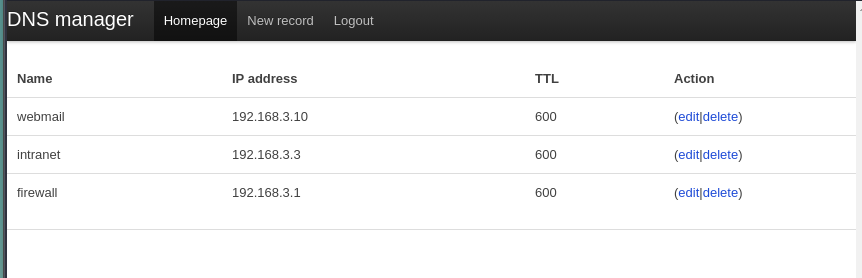 DNS manager Homepage New record Logout
Name IP address TTL Action
webmail 192.168.3.10 600 (edit|delete)
intranet 192.168.3.3 600 (edit|delete)
firewall 192.168.3.1 600 (edit|delete)